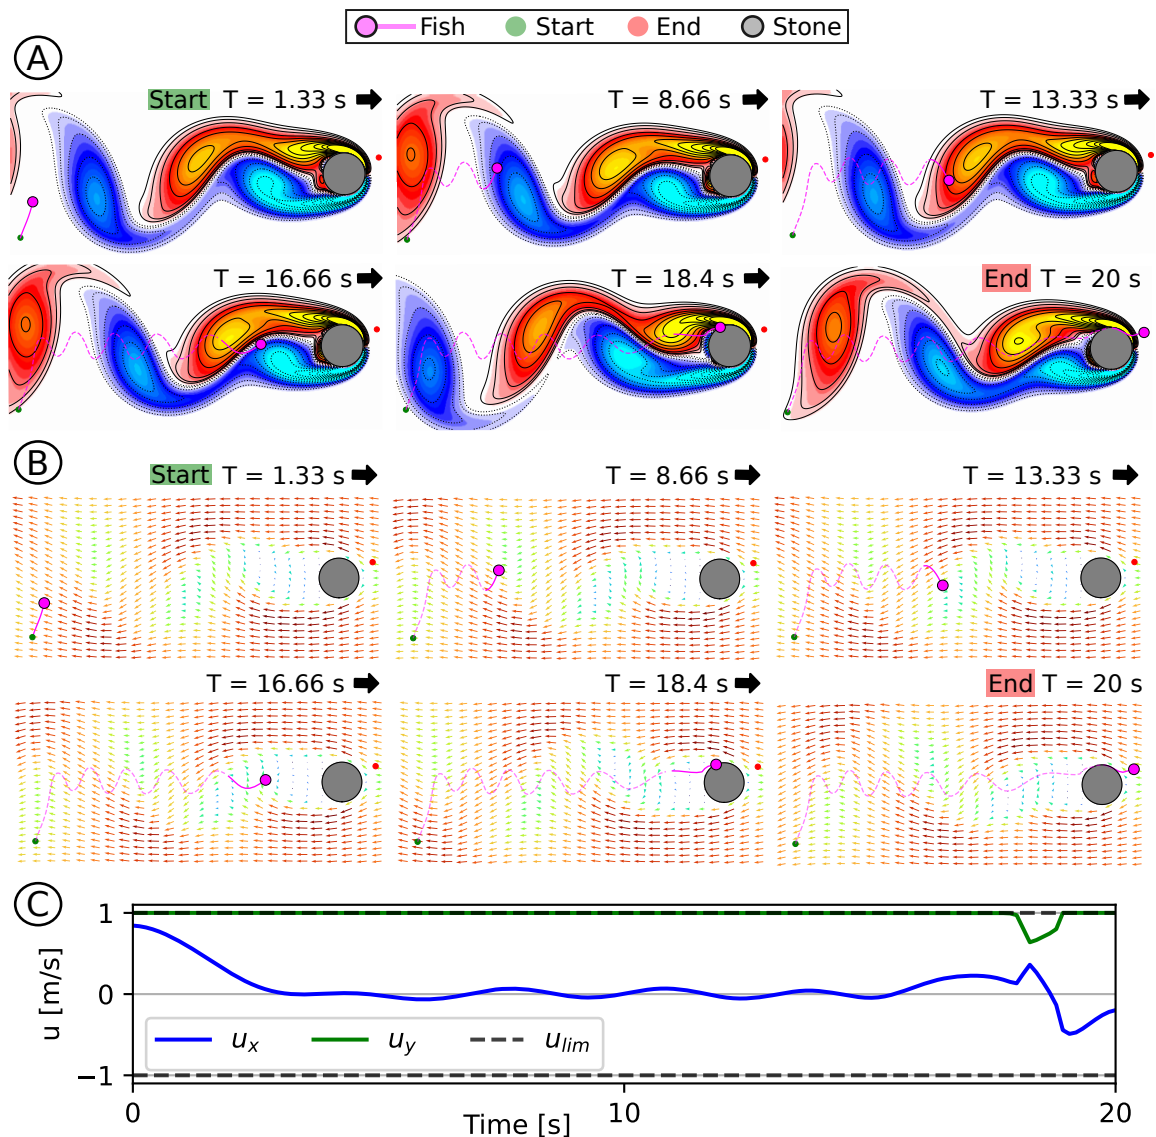 Fish Start End Stone
A
Start T = 1.33 s T = 8.66 s T = 13.33 s
T = 16.66 s T = 18.4 s End T = 20 s
B
Start T = 1.33 s T = 8.66 s T = 13.33 s
T = 16.66 s T = 18.4 s End T = 20 s
C
1
0
−1
u [m/s]
u_x u_y u_lim
0 10 20
Time [s]